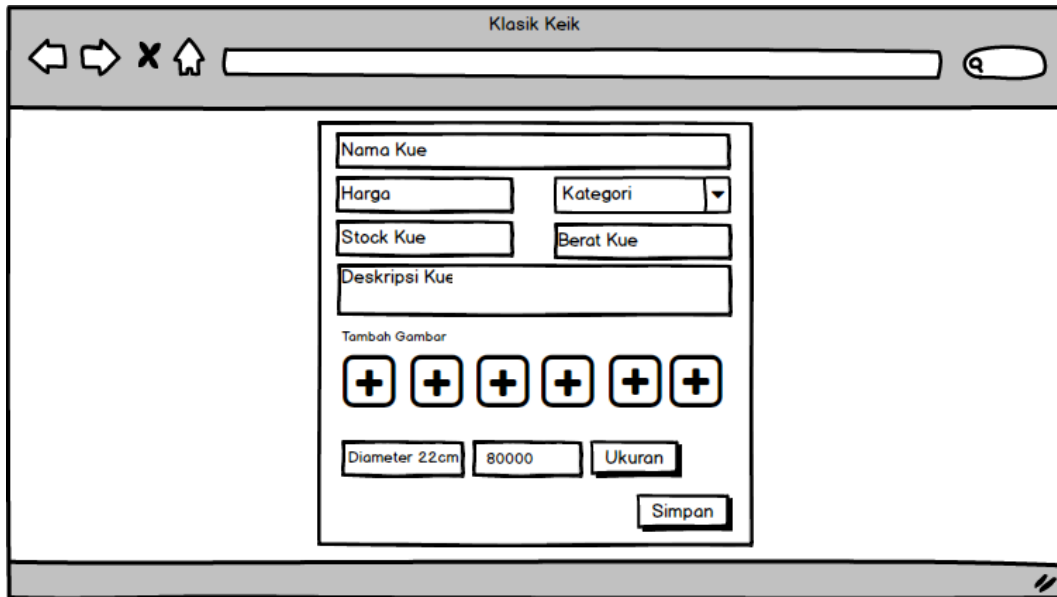 Klasik Keik
Nama Kue
Harga
Kategori
Stock Kue
Berat Kue
Deskripsi Kue
Tambah Gambar
Diameter 22cm
80000
Ukuran
Simpan